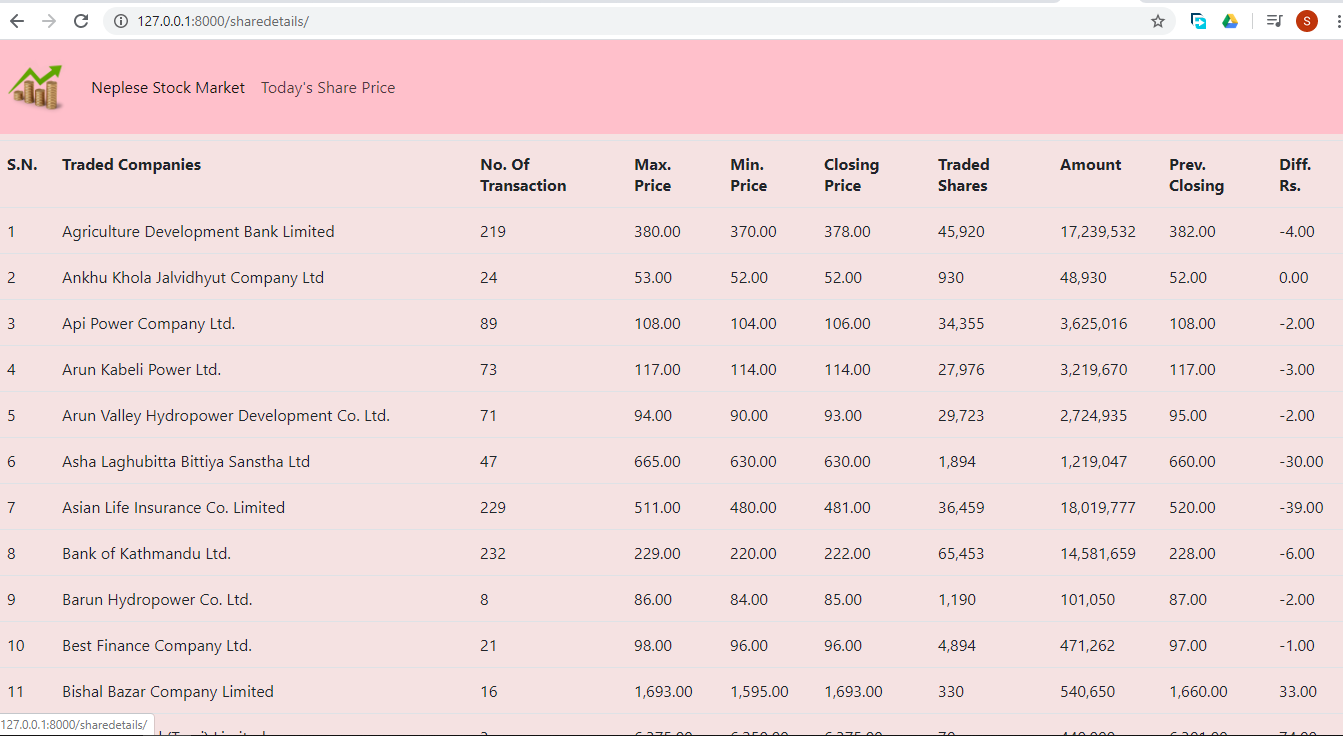 127.0.0.1:8000/sharedetails/
S
Neplese Stock Market Today's Share Price
S.N. Traded Companies No. Of Transaction Max. Price Min. Price Closing Price Traded Shares Amount Prev. Closing Diff. Rs.
1 Agriculture Development Bank Limited 219 380.00 370.00 378.00 45,920 17,239,532 382.00 -4.00
2 Ankhu Khola Jalvidhyut Company Ltd 24 53.00 52.00 52.00 930 48,930 52.00 0.00
3 Api Power Company Ltd. 89 108.00 104.00 106.00 34,355 3,625,016 108.00 -2.00
4 Arun Kabeli Power Ltd. 73 117.00 114.00 114.00 27,976 3,219,670 117.00 -3.00
5 Arun Valley Hydropower Development Co. Ltd. 71 94.00 90.00 93.00 29,723 2,724,935 95.00 -2.00
6 Asha Laghubitta Bittiya Sanstha Ltd 47 665.00 630.00 630.00 1,894 1,219,047 660.00 -30.00
7 Asian Life Insurance Co. Limited 229 511.00 480.00 481.00 36,459 18,019,777 520.00 -39.00
8 Bank of Kathmandu Ltd. 232 229.00 220.00 222.00 65,453 14,581,659 228.00 -6.00
9 Barun Hydropower Co. Ltd. 8 86.00 84.00 85.00 1,190 101,050 87.00 -2.00
10 Best Finance Company Ltd. 21 98.00 96.00 96.00 4,894 471,262 97.00 -1.00
11 Bishal Bazar Company Limited 16 1,693.00 1,595.00 1,693.00 330 540,650 1,660.00 33.00
127.0.0.1:8000/sharedetails/